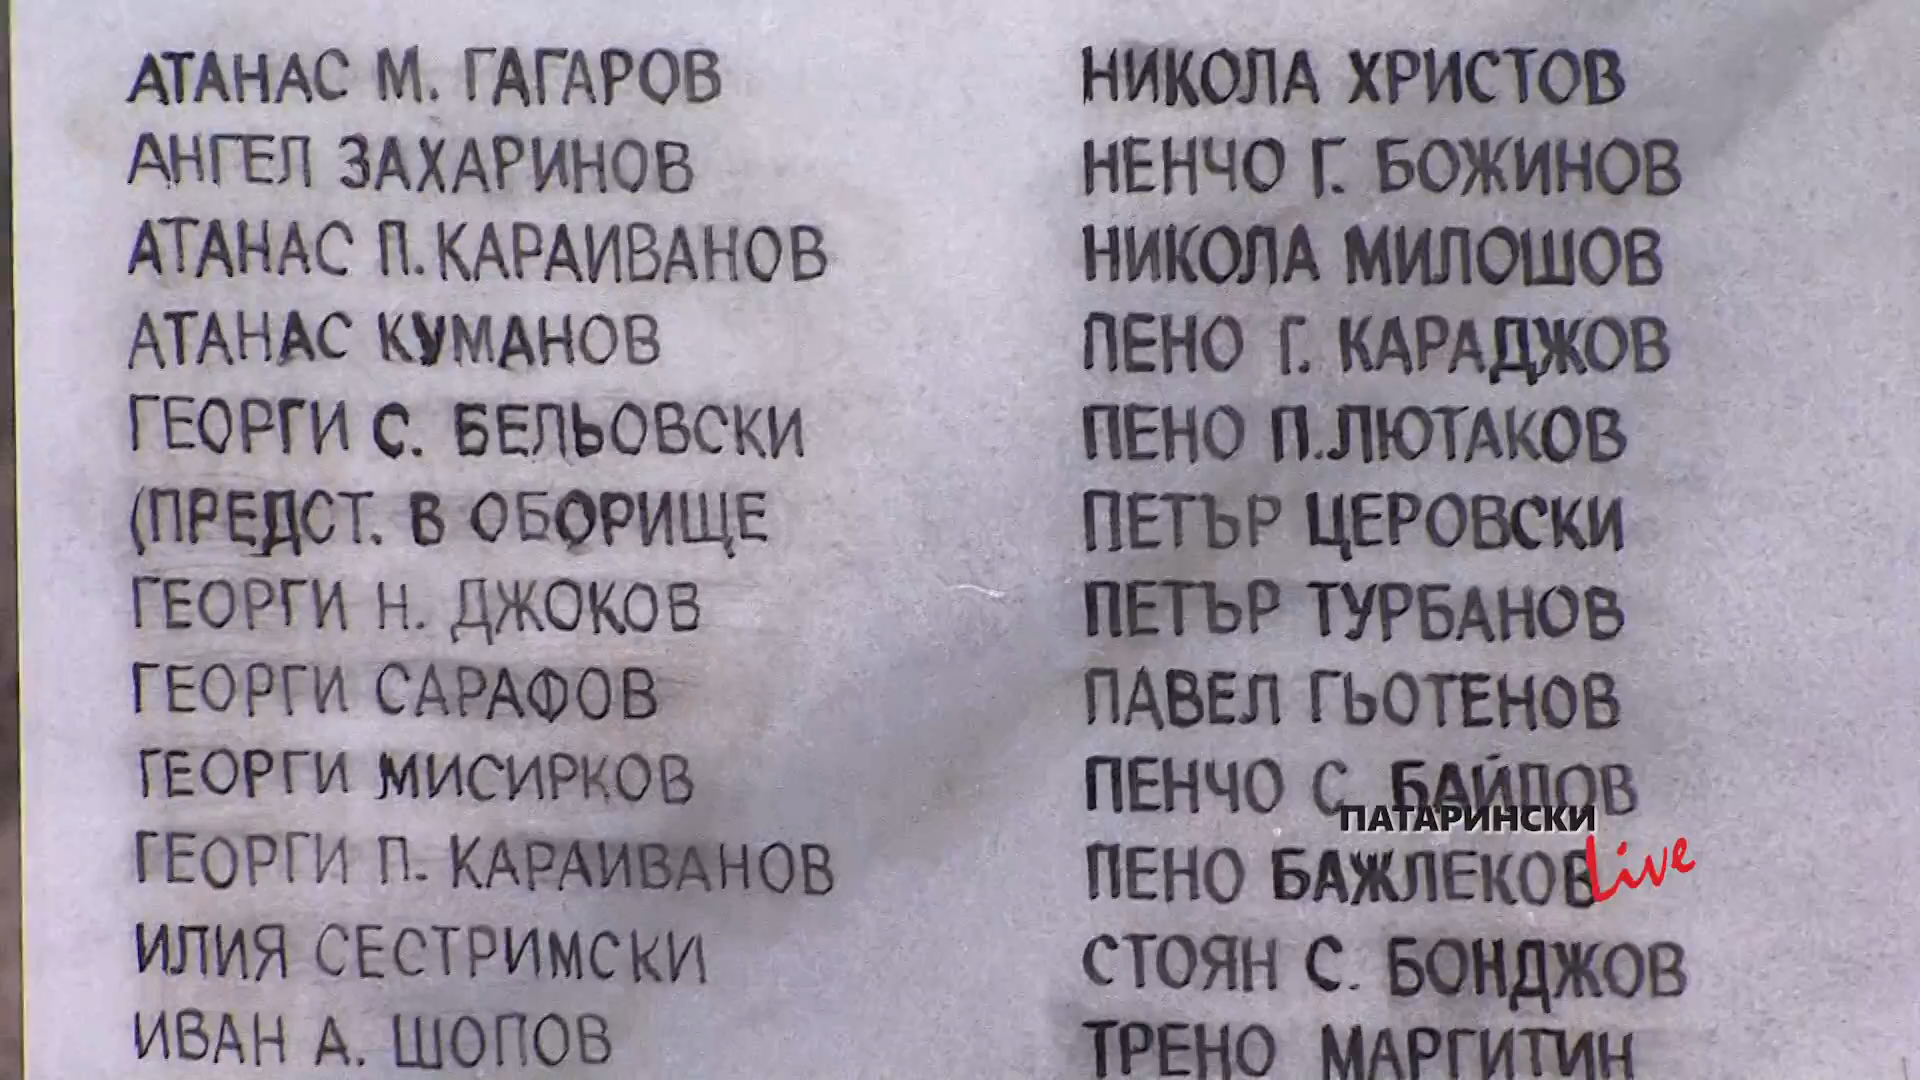 АТАНАС М. ГАГАРОВ
АНГЕЛ ЗАХАРИНОВ
АТАНАС П. КАРАИВАНОВ
АТАНАС КУМАНОВ
ГЕОРГИ С. БЕЛЬОВСКИ
(ПРЕДСТ. В ОБОРИЩЕ
ГЕОРГИ Н. ДЖОКОВ
ГЕОРГИ САРАФОВ
ГЕОРГИ МИСИРКОВ
ГЕОРГИ П. КАРАИВАНОВ
ИЛИЯ СЕСТРИМСКИ
ИВАН А. ШОПОВ
НИКОЛА ХРИСТОВ
НЕНЧО Г. БОЖИНОВ
НИКОЛА МИЛОШОВ
ПЕНО Г. КАРАДЖОВ
ПЕНО П.ЛЮТАКОВ
ПЕТЪР ЦЕРОВСКИ
ПЕТЪР ТУРБАНОВ
ПАВЕЛ ГЬОТЕНОВ
ПЕНЧО С. БАЙЛОВ
ПЕНО БАЖЛЕКОВ
СТОЯН С. БОНДЖОВ
ТРЕНО МАРГИТИН
ПАТАРИНСКИ
Live